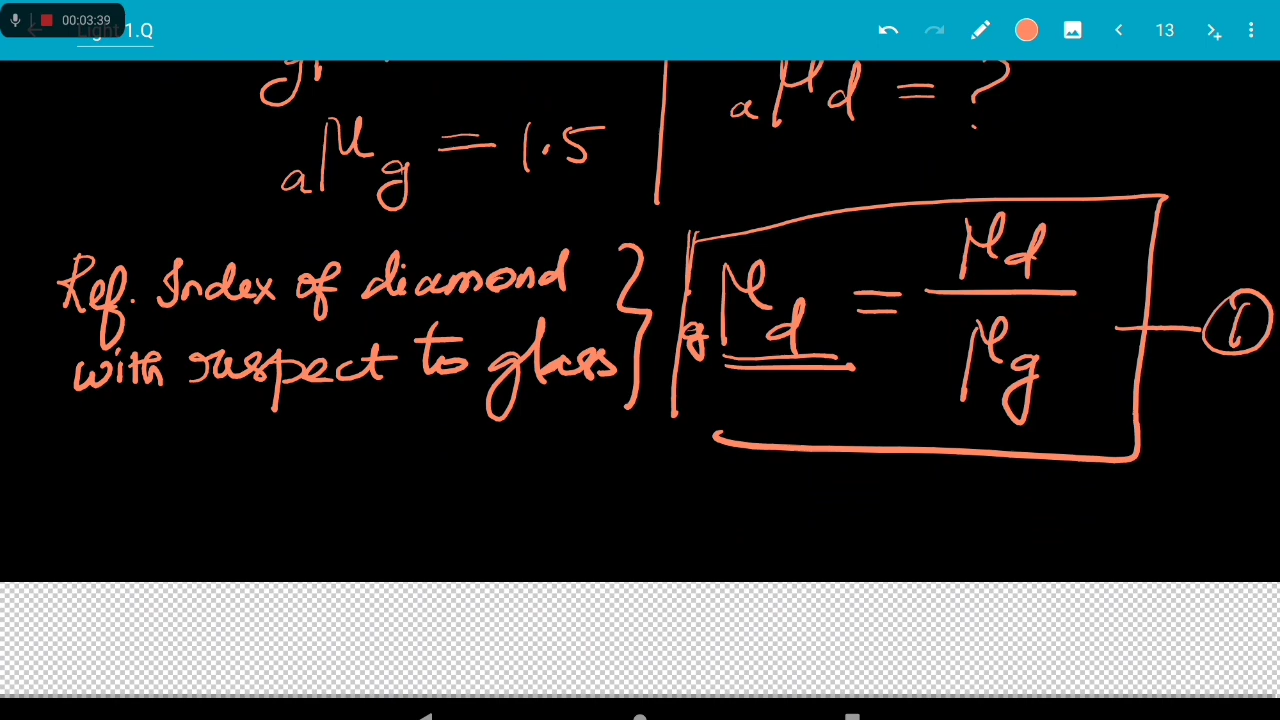 00:03:39
Light 1.Q
13
aμd = ?
aμg = 1.5
Ref. Index of diamond
with respect to glass
gμd = μd / μg
1